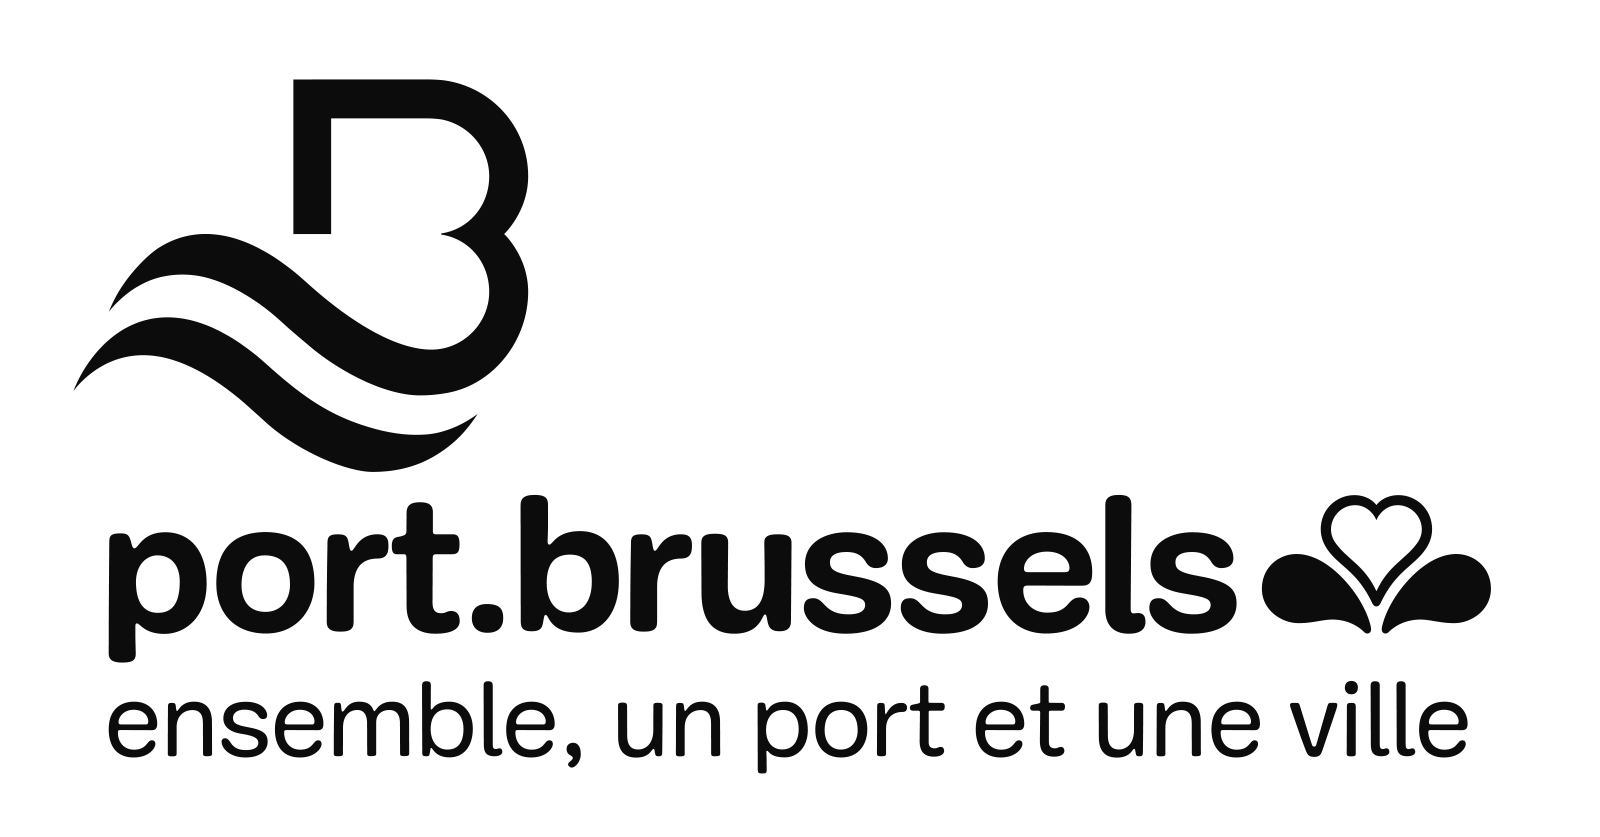 B
port.brussels
ensemble, un port et une ville